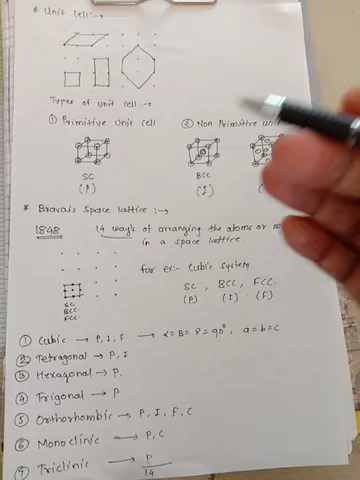 * Unit Cell :→
Types of Unit cell :→
① Primitive Unit Cell ② Non Primitive Unit
SC BCC
(P) (I)
* Bravais Space lattice :→
1848 14 way's of arranging the atoms or
in a space lattice.
for ex:- Cubic System
SC, BCC, FCC.
(P) (I) (F)
SC
BCC
FCC
① Cubic → P, I, F → α=β=γ=90°, a=b=c
② Tetragonal → P, I
③ Hexagonal → P.
④ Trigonal → P
⑤ Orthorhombic → P, I, F, C
⑥ Monoclinic → P, C
⑦ Triclinic → P
14